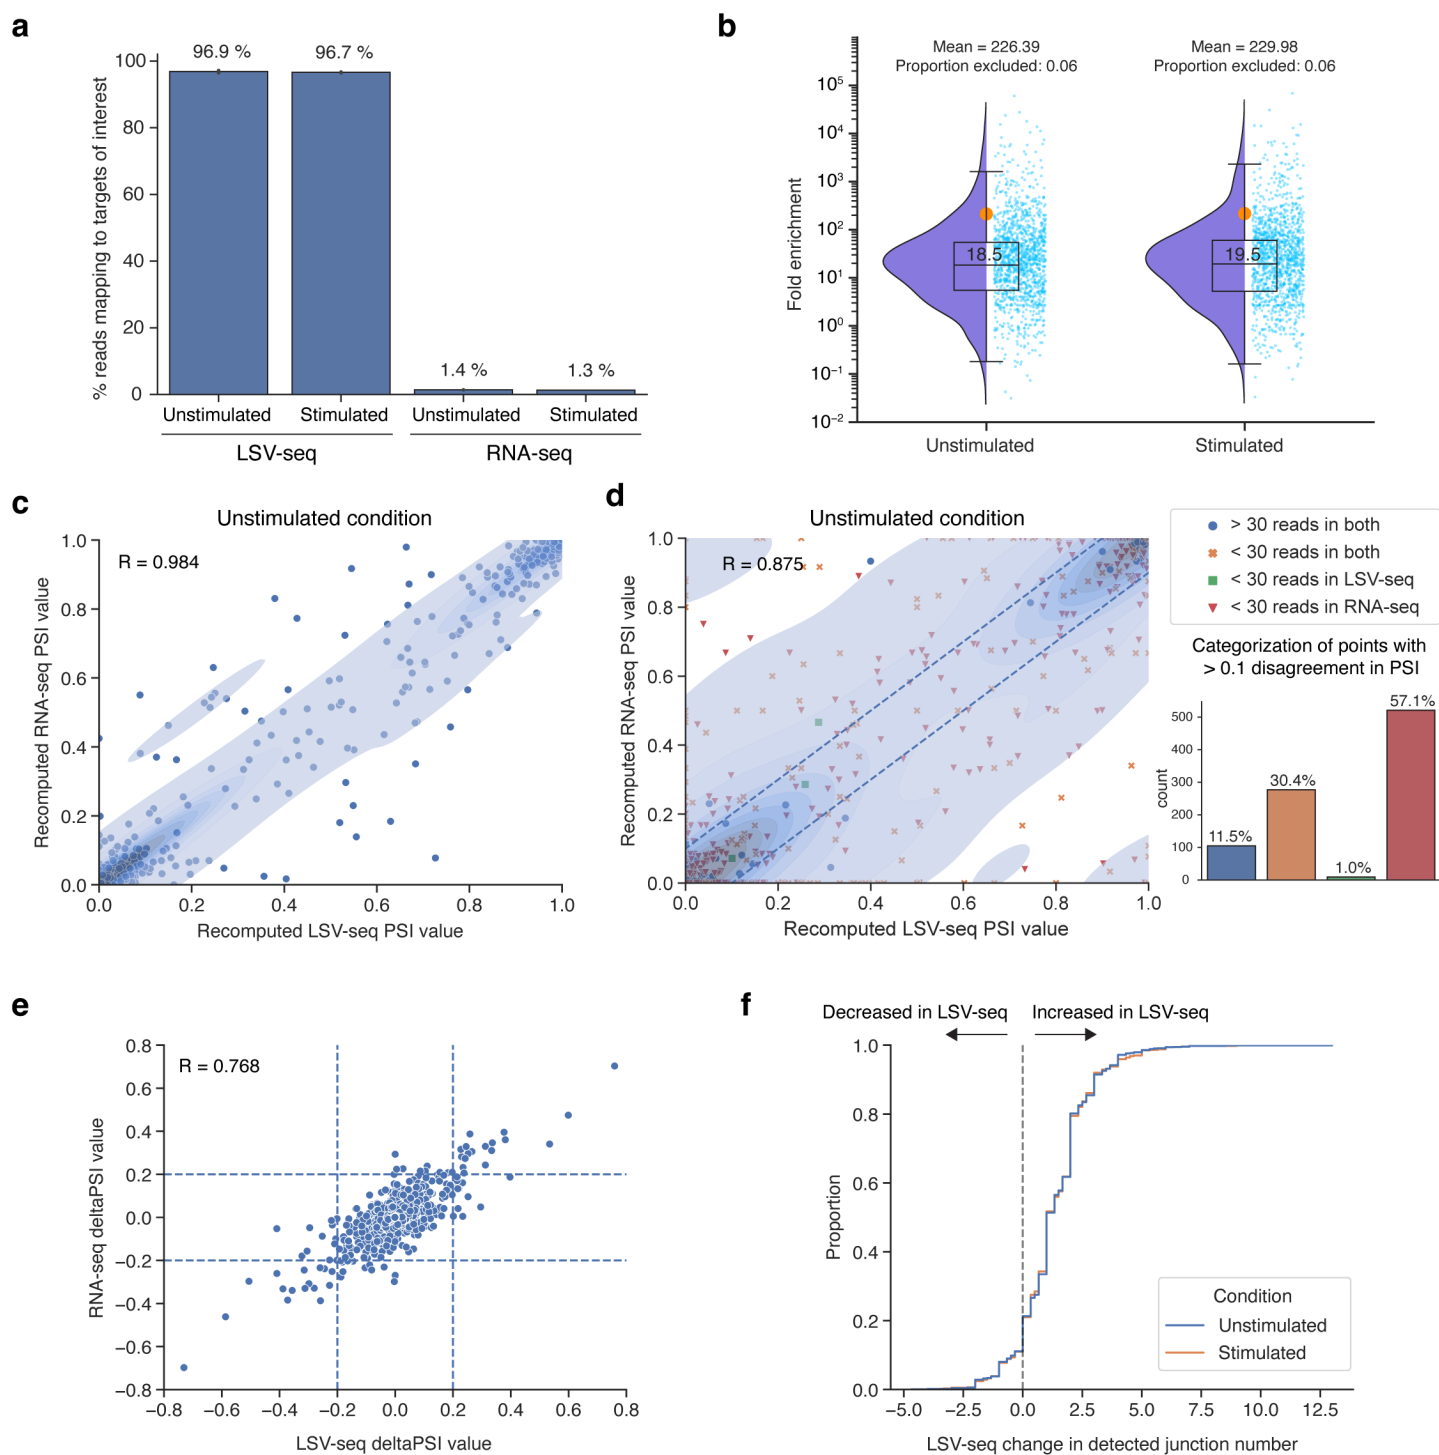 a
% reads mapping to targets of interest
100
80
60
40
20
0
96.9 %
96.7 %
1.4 %
1.3 %
Unstimulated
Stimulated
Unstimulated
Stimulated
LSV-seq
RNA-seq
b
Mean = 226.39
Proportion excluded: 0.06
Mean = 229.98
Proportion excluded: 0.06
Fold enrichment
10⁵
10⁴
10³
10²
10¹
10⁰
10⁻¹
10⁻²
18.5
19.5
Unstimulated
Stimulated
c
Unstimulated condition
R = 0.984
Recomputed RNA-seq PSI value
1.0
0.8
0.6
0.4
0.2
0.0
0.0
0.2
0.4
0.6
0.8
1.0
Recomputed LSV-seq PSI value
d
Unstimulated condition
R = 0.875
Recomputed RNA-seq PSI value
1.0
0.8
0.6
0.4
0.2
0.0
0.0
0.2
0.4
0.6
0.8
1.0
Recomputed LSV-seq PSI value
> 30 reads in both
< 30 reads in both
< 30 reads in LSV-seq
< 30 reads in RNA-seq
Categorization of points with
> 0.1 disagreement in PSI
count
500
400
300
200
100
0
11.5%
30.4%
1.0%
57.1%
e
R = 0.768
RNA-seq deltaPSI value
0.8
0.6
0.4
0.2
0.0
−0.2
−0.4
−0.6
−0.8
−0.8
−0.6
−0.4
−0.2
0.0
0.2
0.4
0.6
0.8
LSV-seq deltaPSI value
f
Decreased in LSV-seq
Increased in LSV-seq
Proportion
1.0
0.8
0.6
0.4
0.2
0.0
Condition
Unstimulated
Stimulated
−5.0
−2.5
0.0
2.5
5.0
7.5
10.0
12.5
LSV-seq change in detected junction number